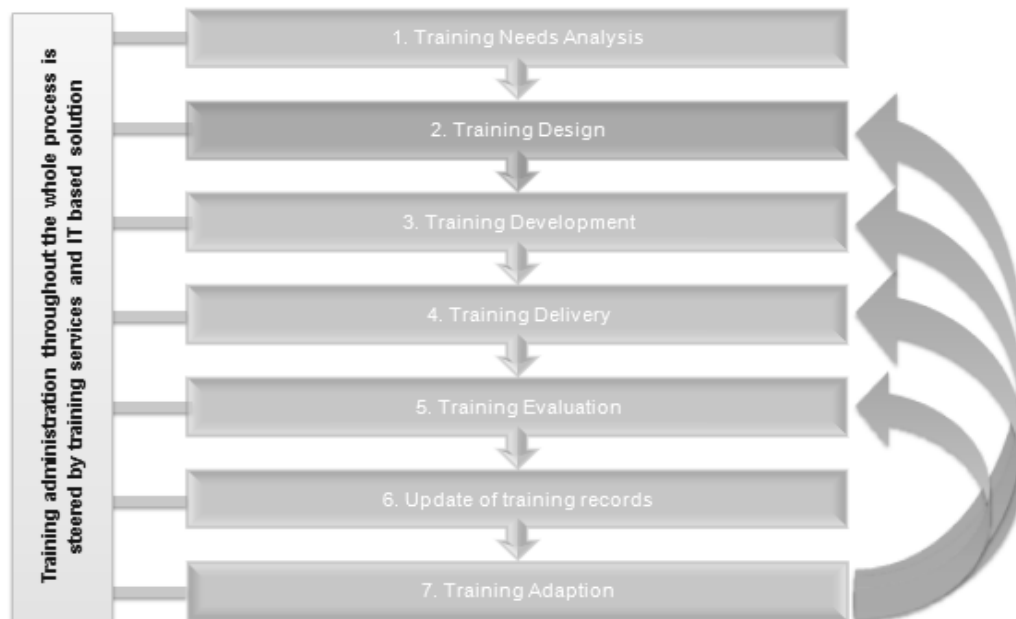 Training administration throughout the whole process is
steered by training services and IT based solution
1. Training Needs Analysis
2. Training Design
3. Training Development
4. Training Delivery
5. Training Evaluation
6. Update of training records
7. Training Adaption